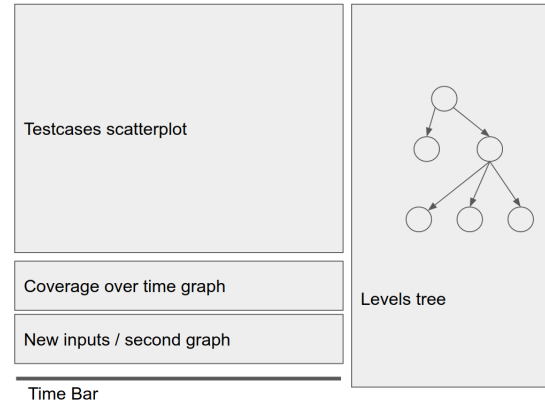 Testcases scatterplot
Coverage over time graph
New inputs / second graph
Time Bar
Levels tree